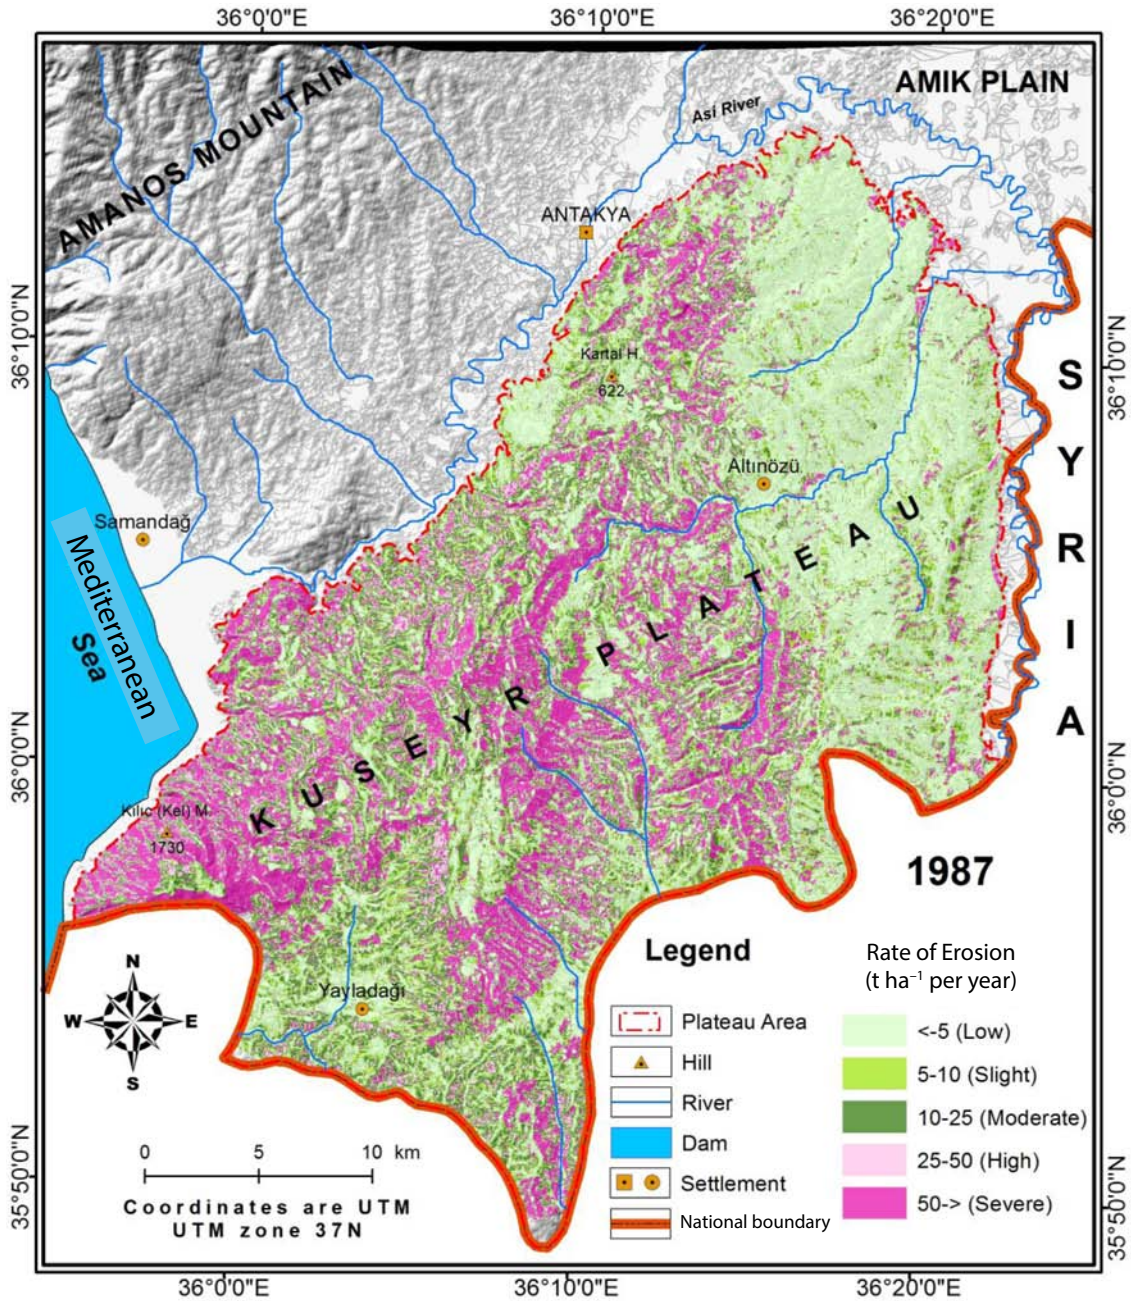 36°0'0"E
36°10'0"E
36°20'0"E
AMIK PLAIN
Asi River
AMANOS MOUNTAIN
ANTAKYA
36°10'0"N
36°10'0"N
Kartal H.
622
SYRIA
Altınözü
Samandağ
Mediterranean
Sea
KUSEYR PLATEAU
36°0'0"N
36°0'0"N
Kılıc (Kel) M.
1730
1987
Yayladağı
N
W
E
S
Legend
Plateau Area
Hill
River
Dam
Settlement
National boundary
Rate of Erosion
(t ha⁻¹ per year)
<-5 (Low)
5-10 (Slight)
10-25 (Moderate)
25-50 (High)
50-> (Severe)
0 5 10 km
Coordinates are UTM
UTM zone 37N
35°50'0"N
35°50'0"N
36°0'0"E
36°10'0"E
36°20'0"E